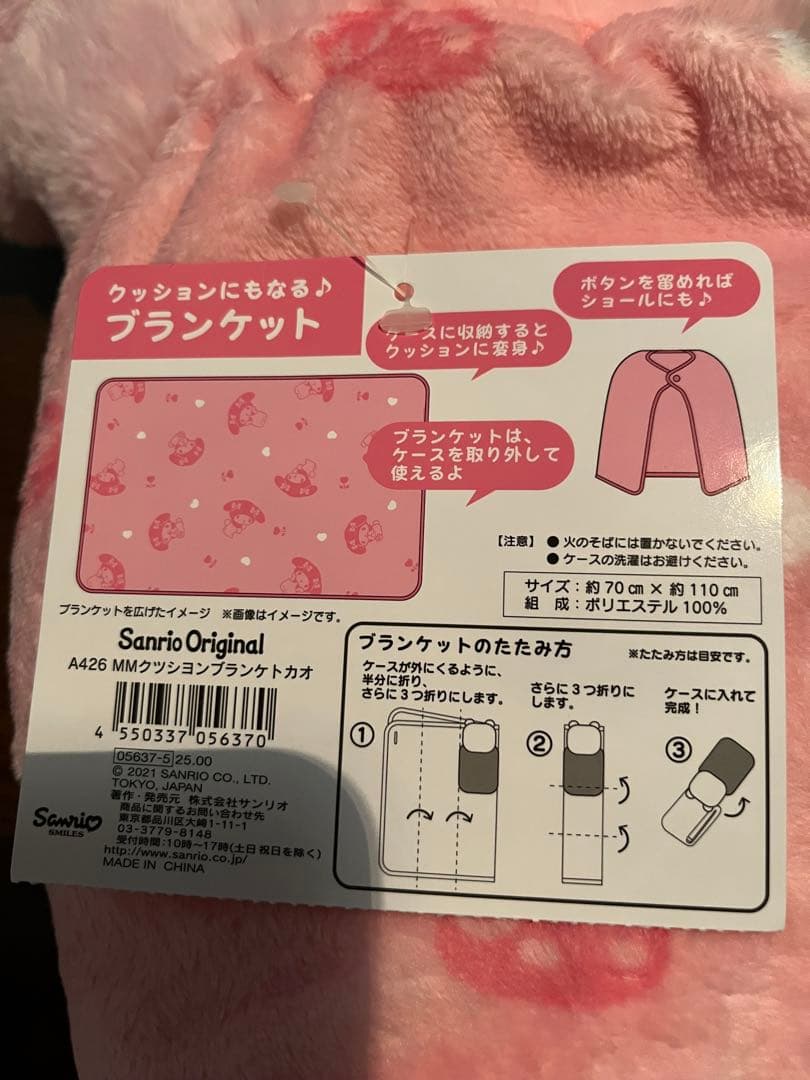 クッションにもなる♪
ブランケット
ケースに収納すると
クッションに変身♪
ボタンを留めれば
ショールにも♪
ブランケットは、
ケースを取り外して
使えるよ
【注意】 ● 火のそばには置かないでください。
● ケースの洗濯はお避けください。
サイズ：約70㎝×約110㎝
組 成：ポリエステル100%
ブランケットを広げたイメージ ※画像はイメージです。
Sanrio Original
A426 MMクツシヨンブランケトカオ
4 550337 056370
05637-5 25.00
© 2021 SANRIO CO., LTD.
TOKYO, JAPAN
著作・発売元 株式会社サンリオ
商品に関するお問い合わせ先
東京都品川区大崎1-11-1
03-3779-8148
受付時間：10時～17時(土日祝日を除く)
http://www.sanrio.co.jp/
MADE IN CHINA
Sanrio
SMILES
ブランケットのたたみ方
※たたみ方は目安です。
ケースが外にくるように、
半分に折り、
さらに3つ折りにします。
①
さらに3つ折りに
します。
②
ケースに入れて
完成！
③